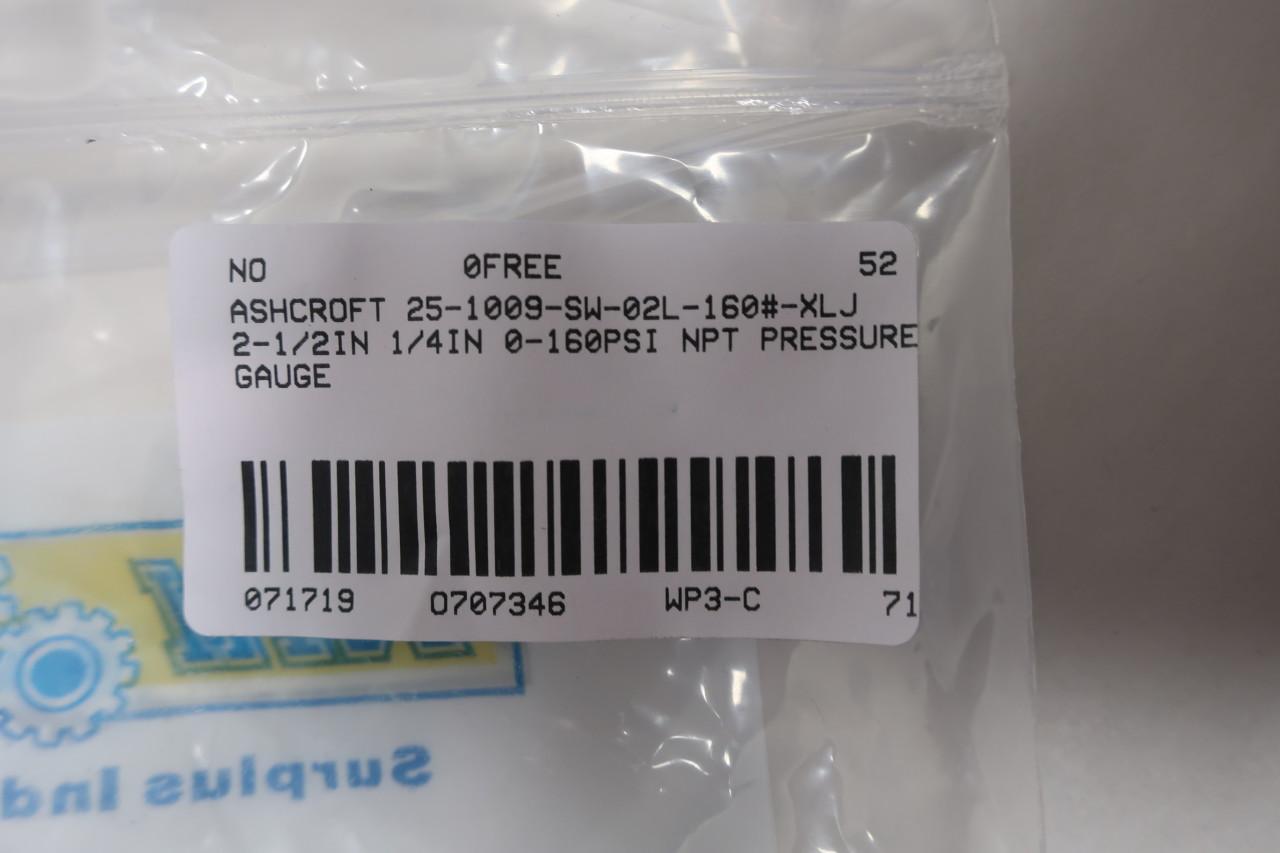 NO 0FREE 52
ASHCROFT 25-1009-SW-02L-160#-XLJ
2-1/2IN 1/4IN 0-160PSI NPT PRESSURE
GAUGE
071719 0707346 WP3-C 71
Surplus Ind